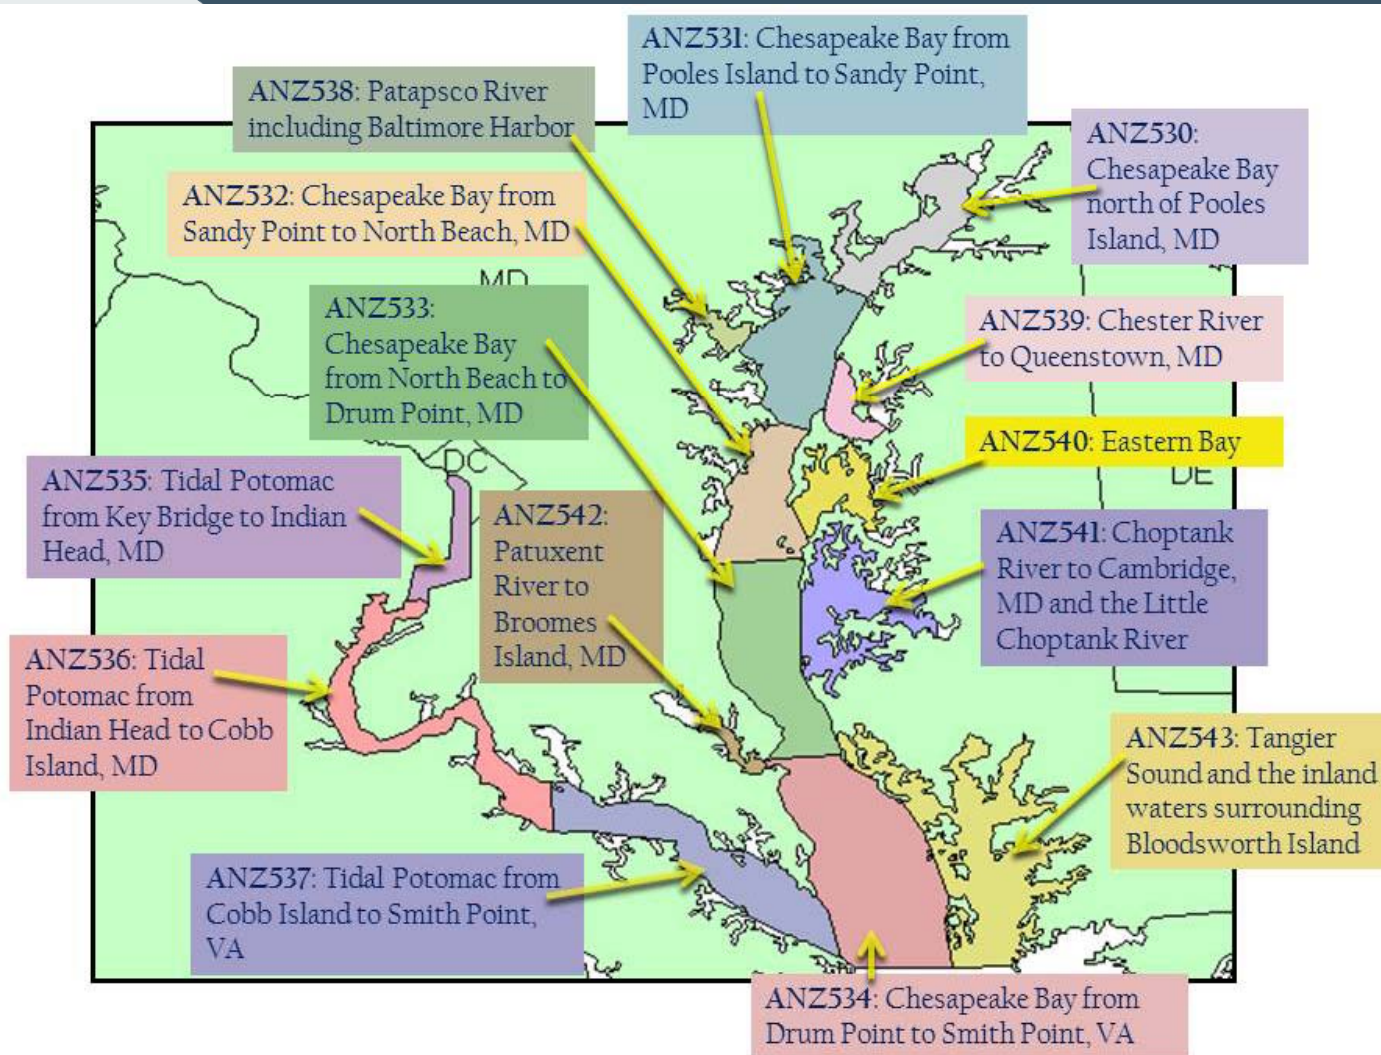 ANZ531: Chesapeake Bay from
Pooles Island to Sandy Point,
MD
ANZ538: Patapsco River
including Baltimore Harbor
ANZ530:
Chesapeake Bay
north of Pooles
Island, MD
ANZ532: Chesapeake Bay from
Sandy Point to North Beach, MD
MD
ANZ533:
Chesapeake Bay
from North Beach to
Drum Point, MD
ANZ539: Chester River
to Queenstown, MD
ANZ540: Eastern Bay
DC
DE
ANZ535: Tidal Potomac
from Key Bridge to Indian
Head, MD
ANZ542:
Patuxent
River to
Broomes
Island, MD
ANZ541: Choptank
River to Cambridge,
MD and the Little
Choptank River
ANZ536: Tidal
Potomac from
Indian Head to Cobb
Island, MD
ANZ543: Tangier
Sound and the inland
waters surrounding
Bloodsworth Island
ANZ537: Tidal Potomac from
Cobb Island to Smith Point,
VA
ANZ534: Chesapeake Bay from
Drum Point to Smith Point, VA